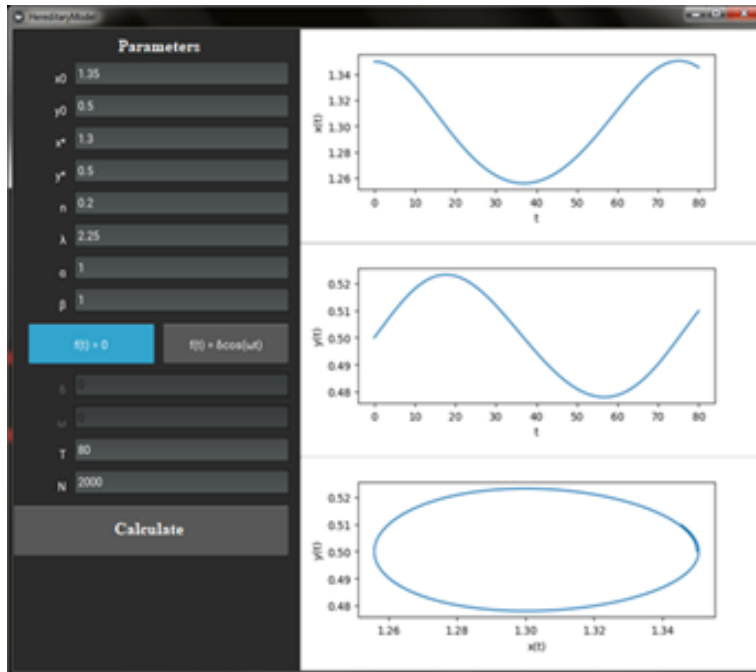 HereditaryModel
Parameters
x0 1.35
y0 0.5
x* 1.3
y* 0.5
n 0.2
λ 2.25
α 1
β 1
f(t) = 0 f(t) = δcos(ωt)
δ 0
ω 0
T 80
N 2000
Calculate
1.34
1.32
1.30
1.28
1.26
x(t)
0 10 20 30 40 50 60 70 80
t
0.52
0.51
0.50
0.49
0.48
y(t)
0 10 20 30 40 50 60 70 80
t
0.52
0.51
0.50
0.49
0.48
y(t)
1.26 1.28 1.30 1.32 1.34
x(t)